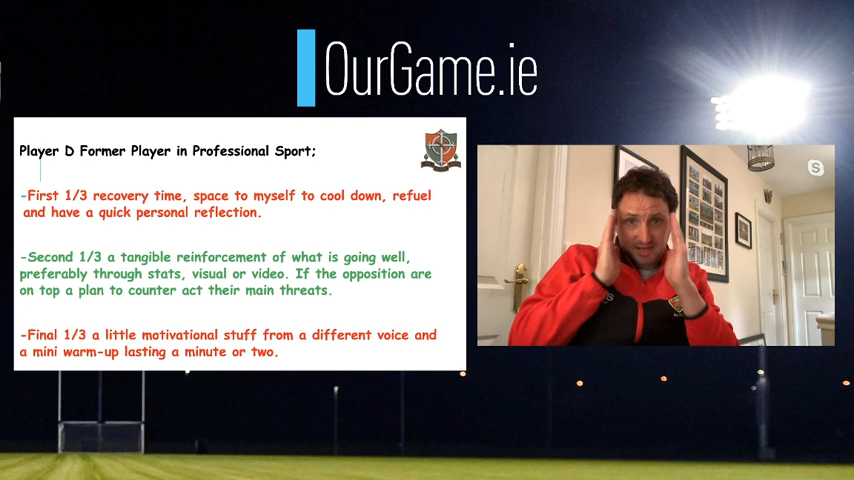 OurGame.ie
Player D Former Player in Professional Sport;
-First 1/3 recovery time, space to myself to cool down, refuel
and have a quick personal reflection.
-Second 1/3 a tangible reinforcement of what is going well,
preferably through stats, visual or video. If the opposition are
on top a plan to counter act their main threats.
-Final 1/3 a little motivational stuff from a different voice and
a mini warm-up lasting a minute or two.